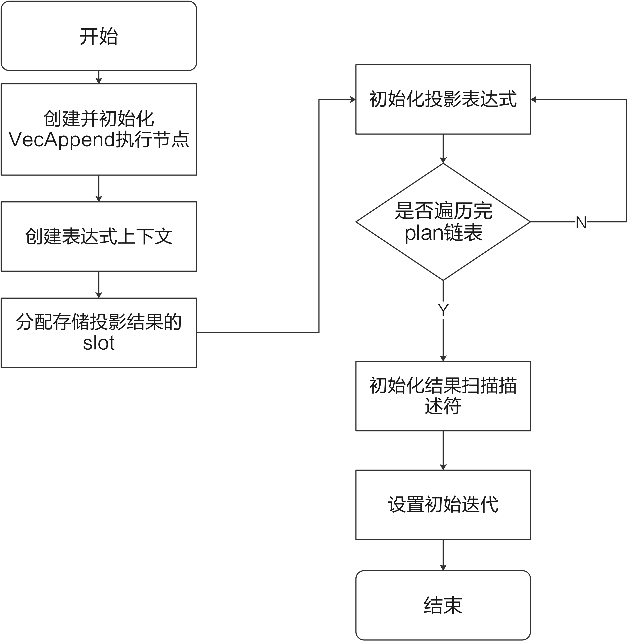 开始
创建并初始化
VecAppend执行节点
创建表达式上下文
分配存储投影结果的
slot
初始化投影表达式
是否遍历完
plan链表
N
Y
初始化结果扫描描
述符
设置初始迭代
结束